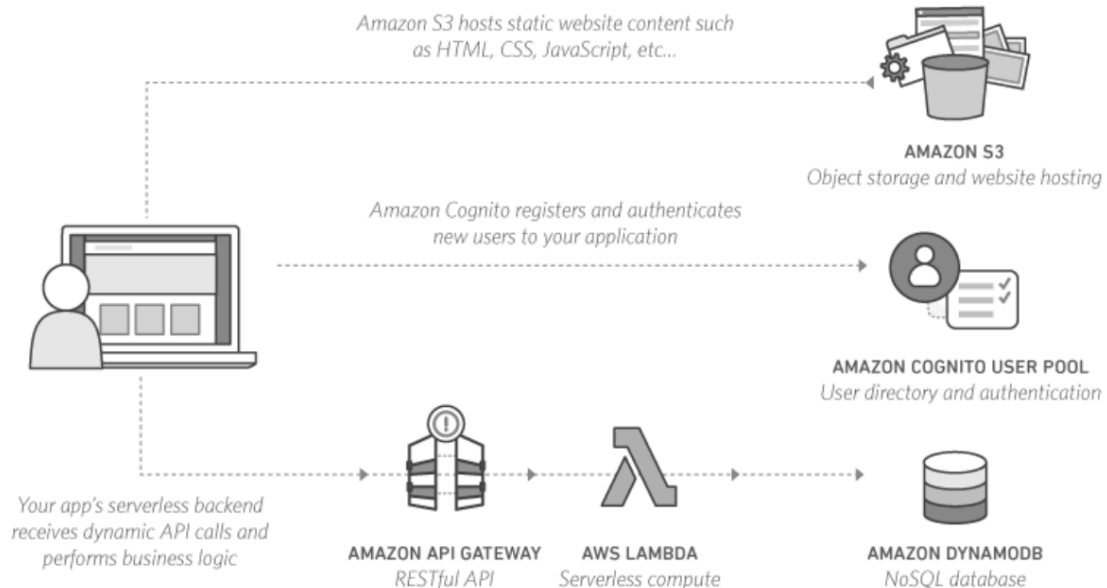 Amazon S3 hosts static website content such
as HTML, CSS, JavaScript, etc...
AMAZON S3
Object storage and website hosting
Amazon Cognito registers and authenticates
new users to your application
AMAZON COGNITO USER POOL
User directory and authentication
Your app's serverless backend
receives dynamic API calls and
performs business logic
AMAZON API GATEWAY
RESTful API
AWS LAMBDA
Serverless compute
AMAZON DYNAMODB
NoSQL database